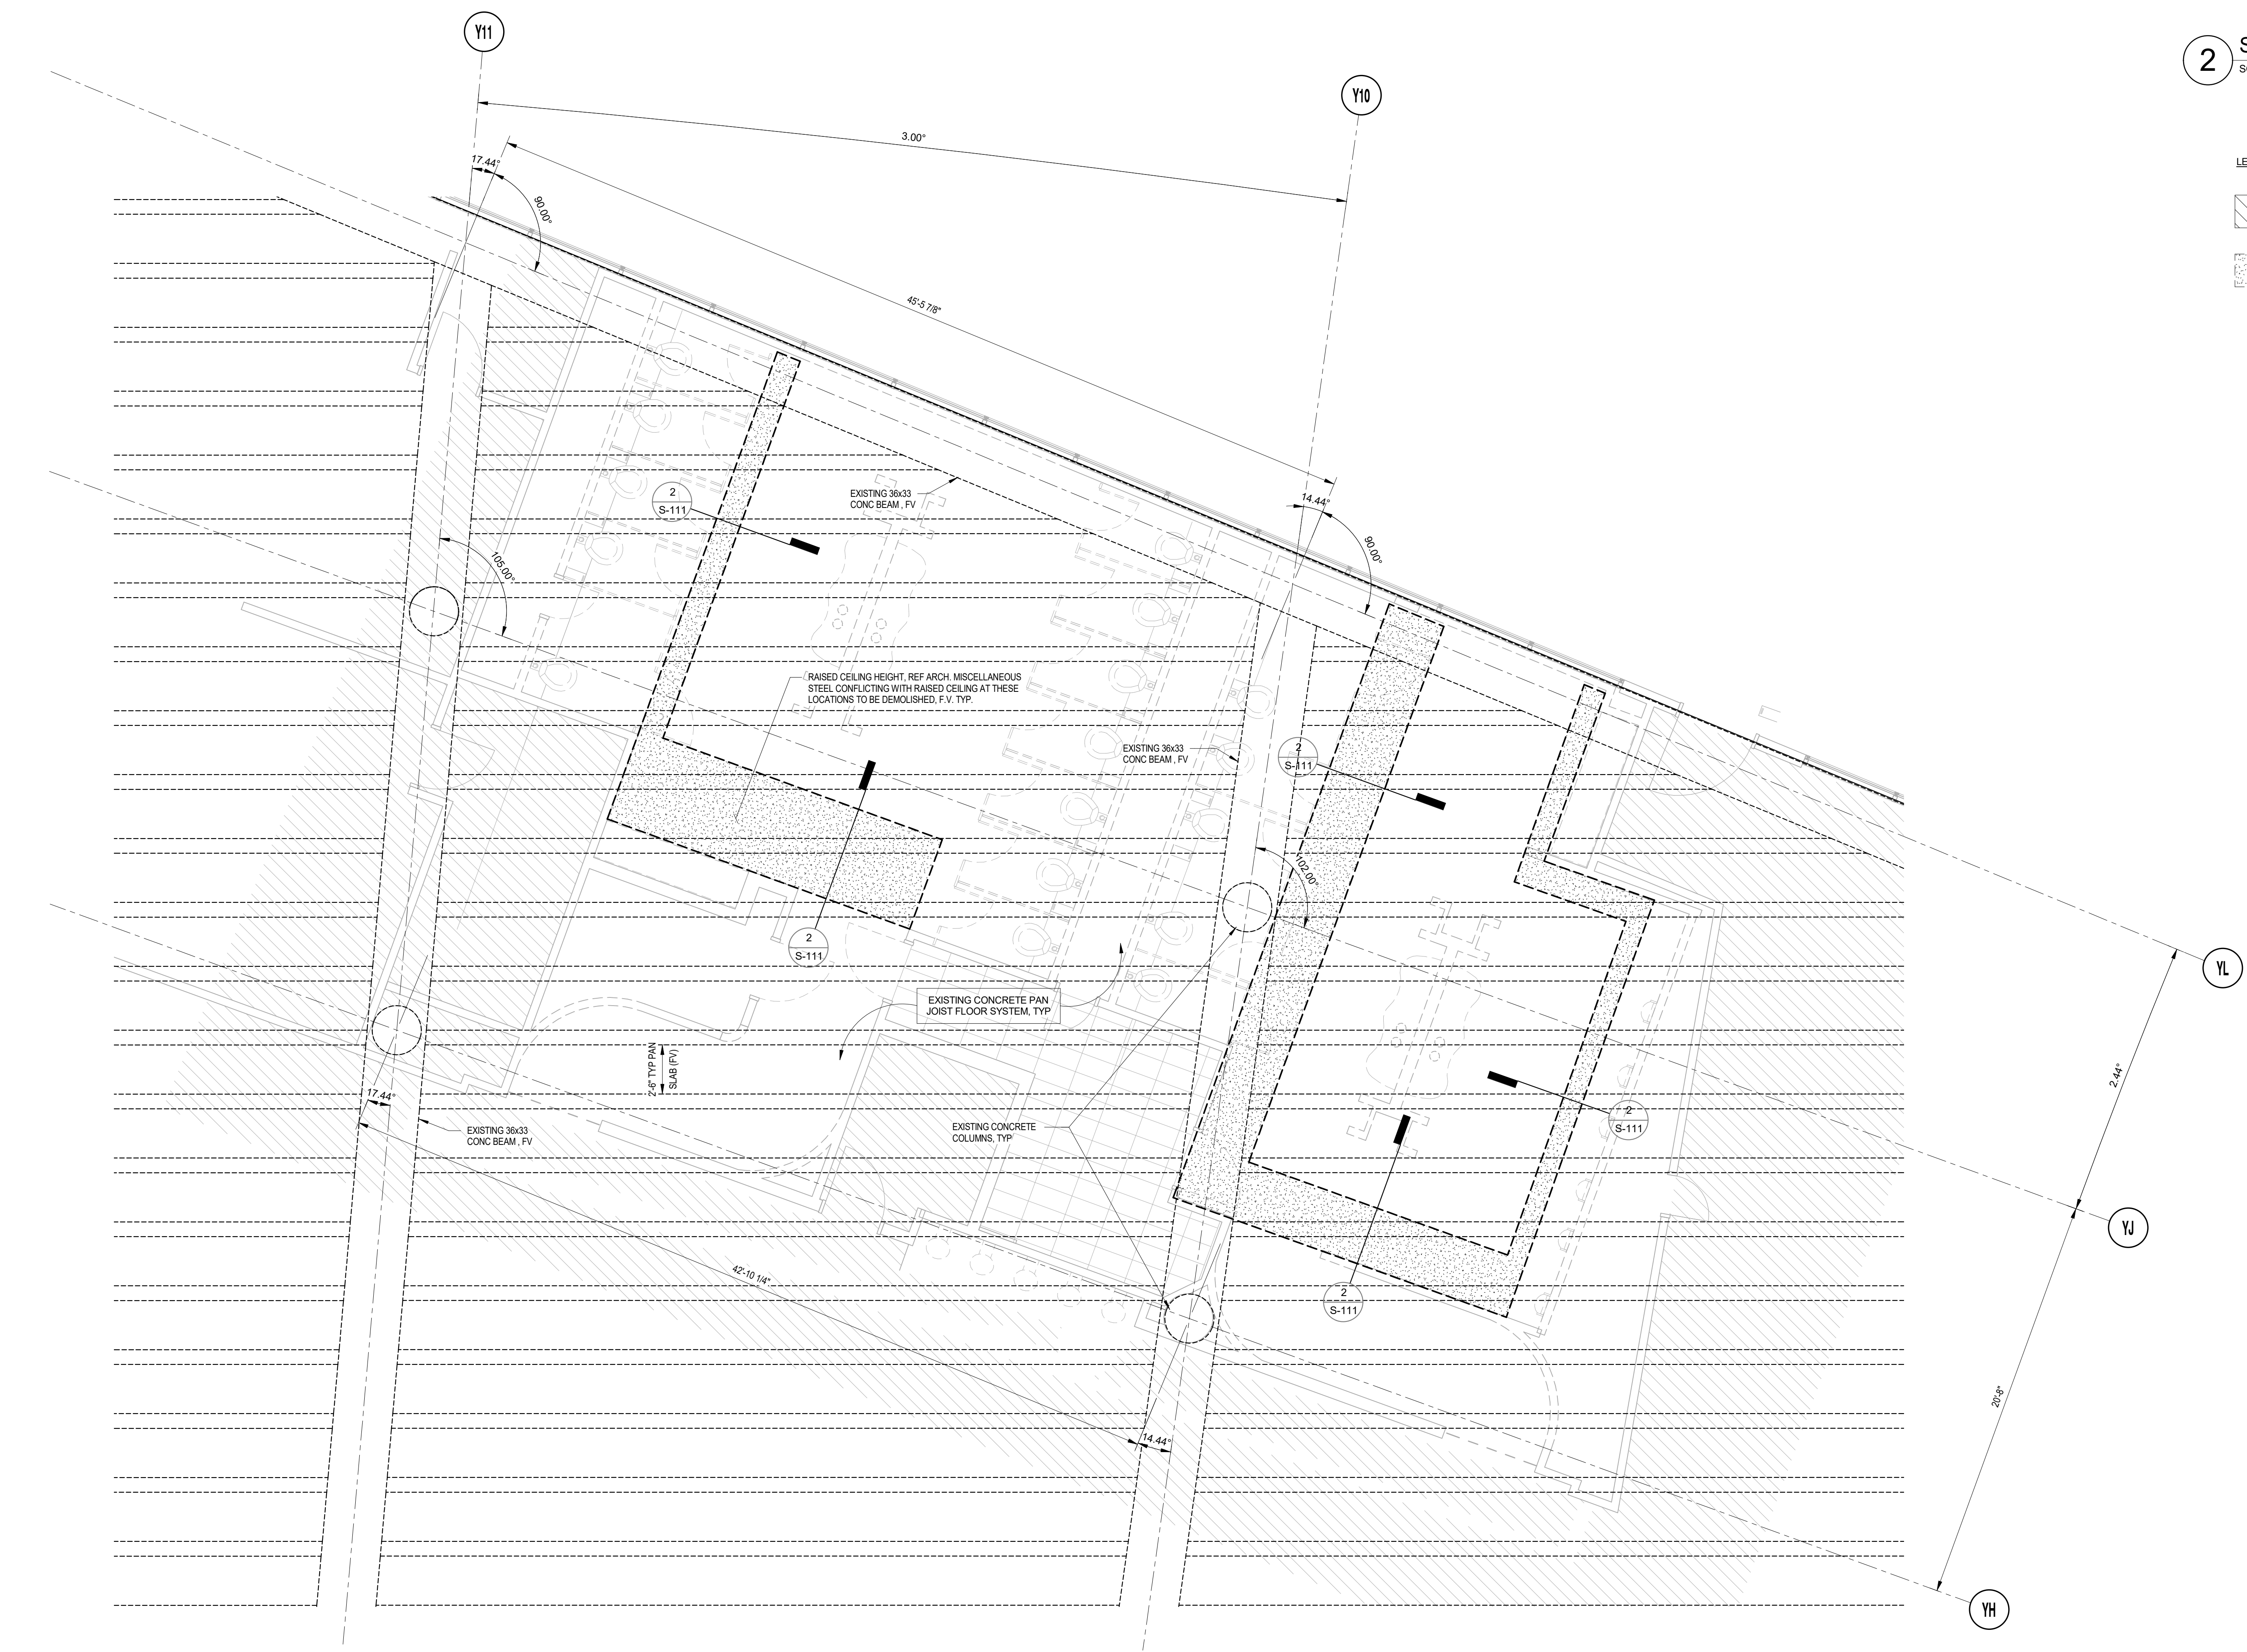 Y11
Y10
2
3.00°
17.44°
90.00°
45'-5 7/8"
2
S-111
EXISTING 36x33
CONC BEAM , FV
14.44°
90.00°
105.00°
RAISED CEILING HEIGHT, REF ARCH. MISCELLANEOUS
STEEL CONFLICTING WITH RAISED CEILING AT THESE
LOCATIONS TO BE DEMOLISHED, F.V. TYP.
EXISTING 36x33
CONC BEAM , FV
2
S-111
102.00°
2
S-111
YL
EXISTING CONCRETE PAN
JOIST FLOOR SYSTEM, TYP
2'-6" TYP PAN
SLAB (FV)
2.44°
17.44°
EXISTING 36x33
CONC BEAM , FV
EXISTING CONCRETE
COLUMNS, TYP
2
S-111
YJ
42'-10 1/4"
2
S-111
20'-8"
14.44°
YH